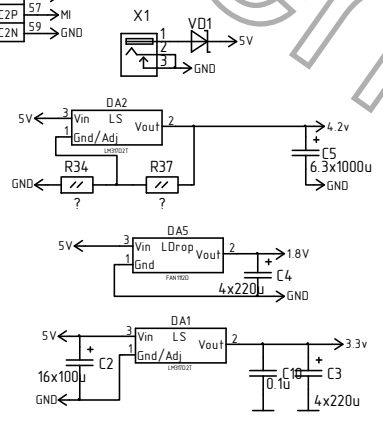 C2P 57 MI
C2N 59 GND
X1
VD1
1 5V
2
3 GND
DA2
5V 3 Vin LS Vout 2 4.2v
1 Gnd/Adj
LM317D2T
+
C5
6.3x1000u
R34 R37
GND // //
? ?
GND
DA5
5V 3 Vin LDrop Vout 2 1.8V
1 Gnd
+
FAN1112D
C4
4x220u
GND
DA1
5V 3 Vin LS Vout 2 3.3v
1 Gnd/Adj
LM317D2T
+
C2
16x100u
GND
C10
0.1u
+
C3
4x220u